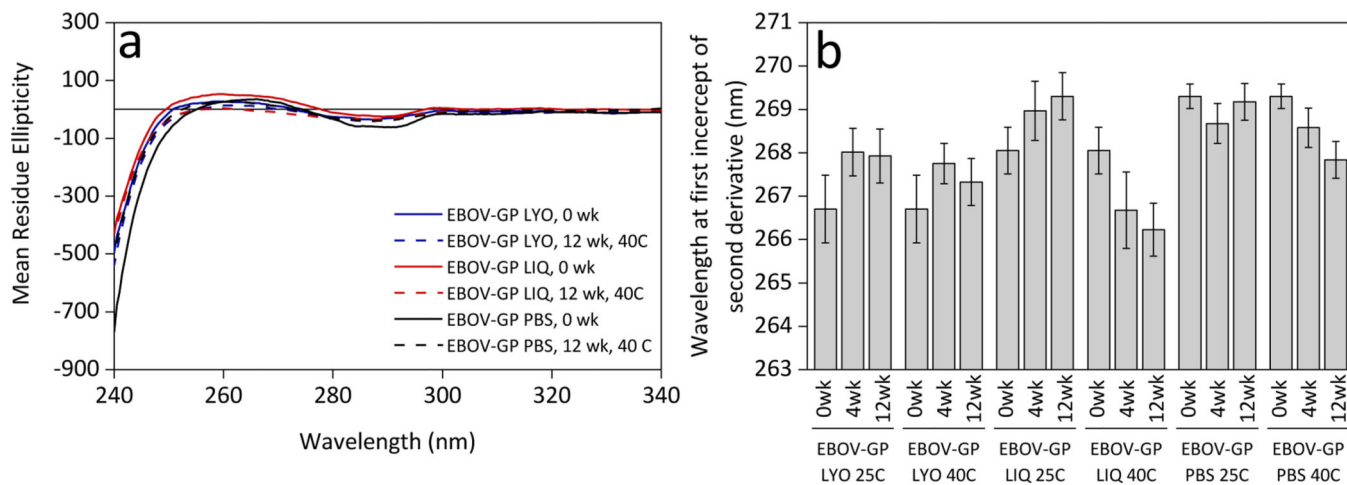 a
Mean Residue Ellipticity
300
100
-100
-300
-500
-700
-900
EBOV-GP LYO, 0 wk
EBOV-GP LYO, 12 wk, 40C
EBOV-GP LIQ, 0 wk
EBOV-GP LIQ, 12 wk, 40C
EBOV-GP PBS, 0 wk
EBOV-GP PBS, 12 wk, 40 C
240 260 280 300 320 340
Wavelength (nm)
b
Wavelength at first incercept of
second derivative (nm)
271
270
269
268
267
266
265
264
263
0wk 4wk 12wk 0wk 4wk 12wk 0wk 4wk 12wk 0wk 4wk 12wk 0wk 4wk 12wk 0wk 4wk 12wk
EBOV-GP EBOV-GP EBOV-GP EBOV-GP EBOV-GP EBOV-GP
LYO 25C LYO 40C LIQ 25C LIQ 40C PBS 25C PBS 40C